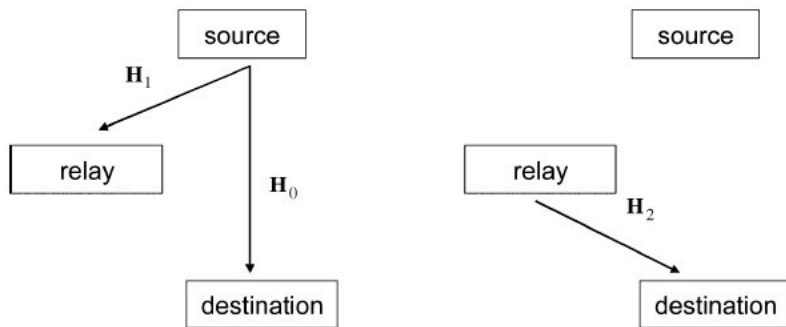 source
H1
relay
H0
destination
source
relay
H2
destination